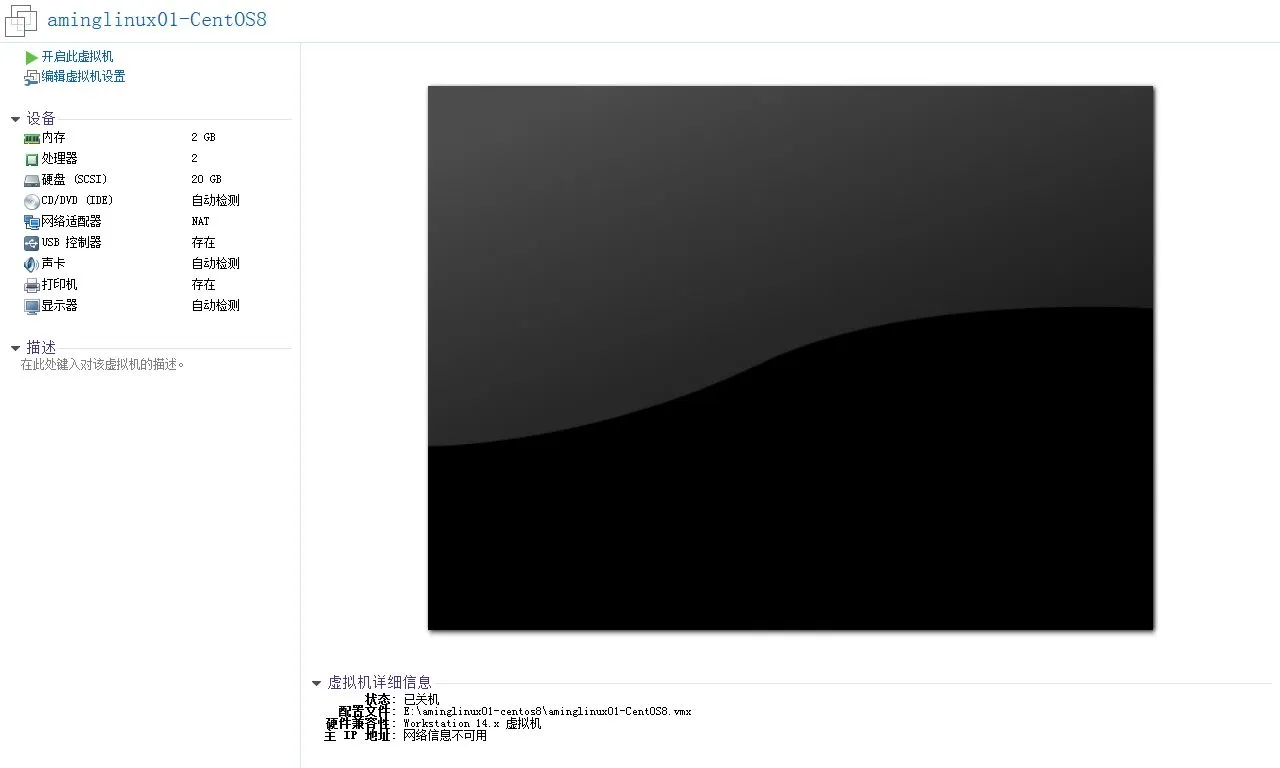 aminglinux01-CentOS8
开启此虚拟机
编辑虚拟机设置
设备
内存 2 GB
处理器 2
硬盘 (SCSI) 20 GB
CD/DVD (IDE) 自动检测
网络适配器 NAT
USB 控制器 存在
声卡 自动检测
打印机 存在
显示器 自动检测
描述
在此处键入对该虚拟机的描述。
虚拟机详细信息
状态: 已关机
配置文件: E:\aminglinux01-centos8\aminglinux01-CentOS8.vmx
硬件兼容性: Workstation 14.x 虚拟机
主 IP 地址: 网络信息不可用